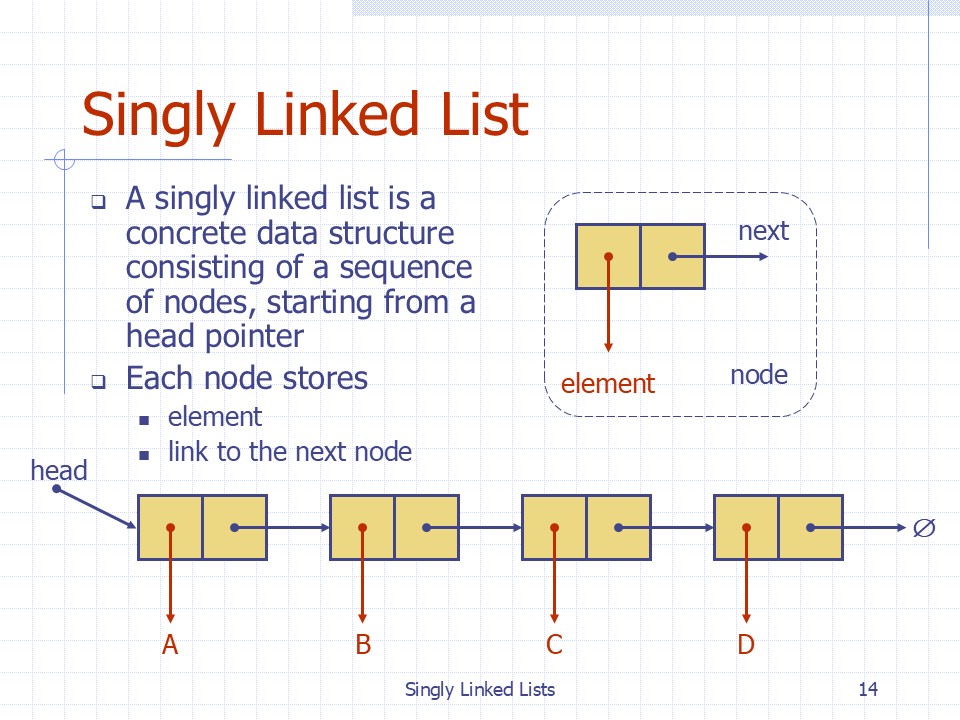 Singly Linked List
A singly linked list is a
concrete data structure
consisting of a sequence
of nodes, starting from a
head pointer
Each node stores
element
link to the next node
next
element
node
head
∅
A B C D
Singly Linked Lists
14